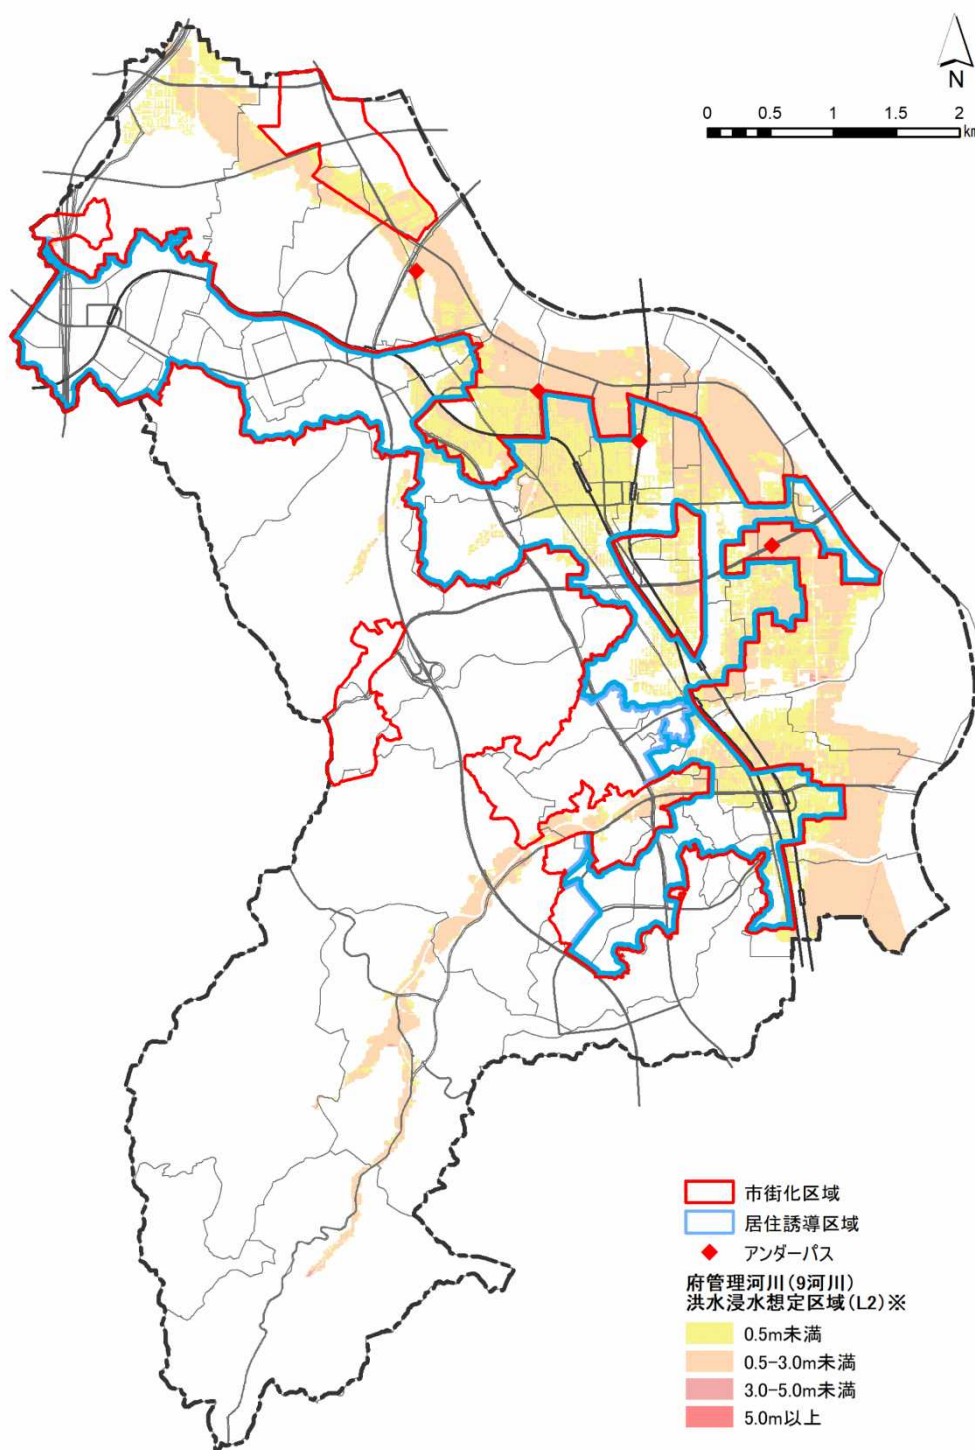 N
0 0.5 1 1.5 2
km
市街化区域
居住誘導区域
アンダーパス
府管理河川(9河川)
洪水浸水想定区域(L2)※
0.5m未満
0.5-3.0m未満
3.0-5.0m未満
5.0m以上